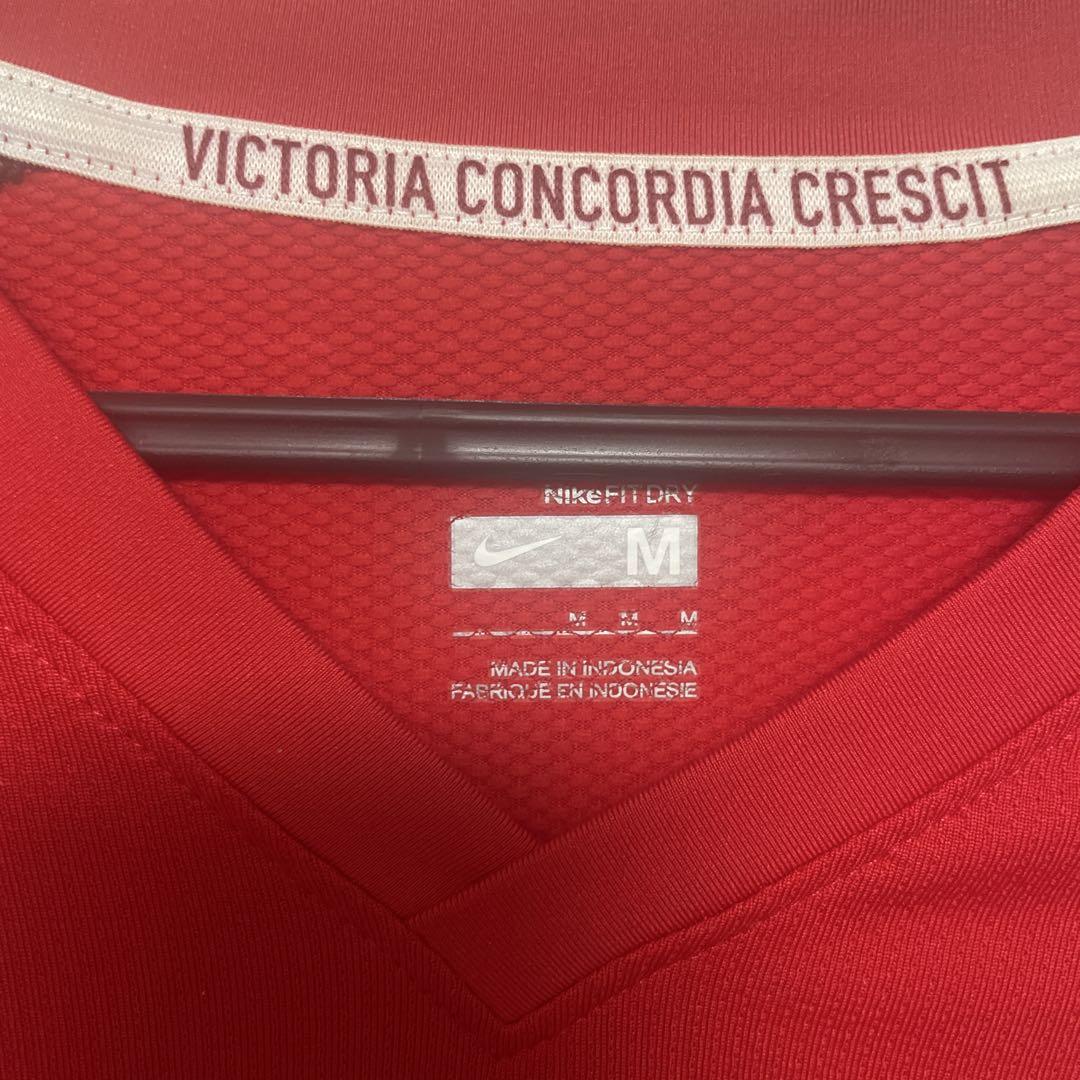 VICTORIA CONCORDIA CRESCIT
NikeFIT DRY
M
M M M
MADE IN INDONESIA
FABRIQUE EN INDONESIE